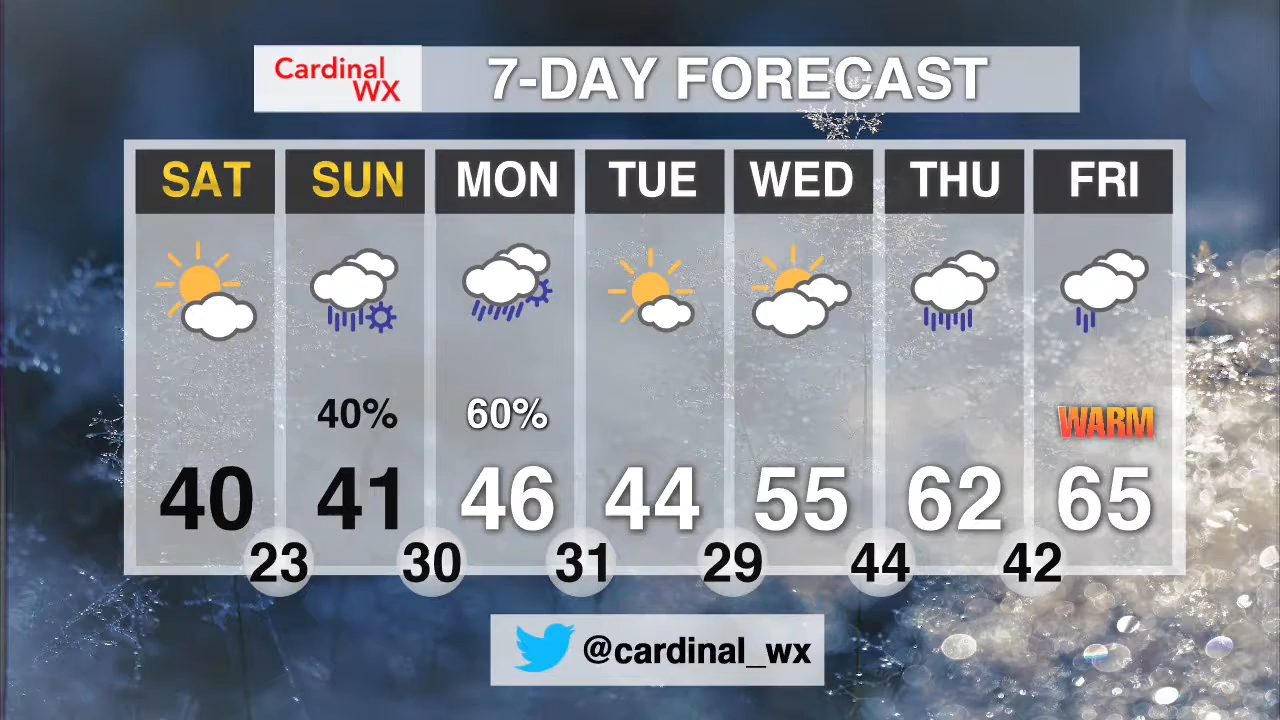 Cardinal
WX
7-DAY FORECAST
SAT SUN MON TUE WED THU FRI
40% 60% WARM
40 41 46 44 55 62 65
23 30 31 29 44 42
@cardinal_wx